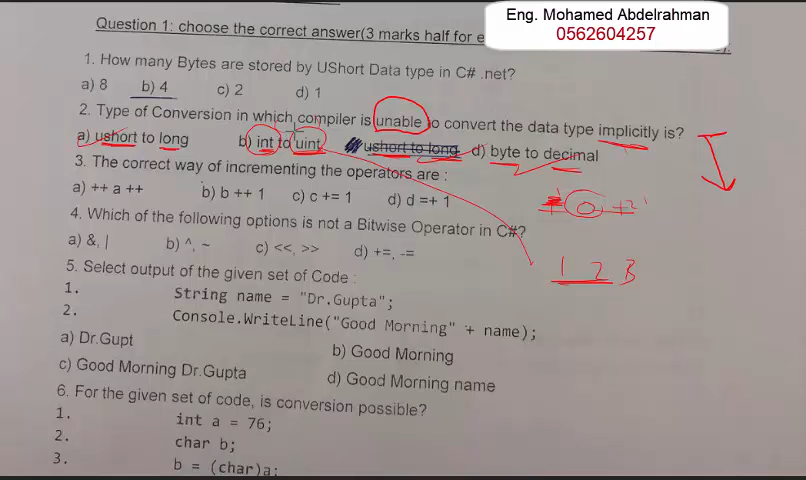 Eng. Mohamed Abdelrahman
0562604257
Question 1: choose the correct answer(3 marks half for e
1. How many Bytes are stored by UShort Data type in C# .net?
a) 8 b) 4 c) 2 d) 1
2. Type of Conversion in which compiler is unable to convert the data type implicitly is?
a) ushort to long b) int to uint ushort to long d) byte to decimal
3. The correct way of incrementing the operators are :
a) ++ a ++ b) b ++ 1 c) c += 1 d) d =+ 1
4. Which of the following options is not a Bitwise Operator in C#?
a) &, | b) ^, ~ c) <<, >> d) +=, -=
1 2 3
5. Select output of the given set of Code :
1. String name = "Dr.Gupta";
2. Console.WriteLine("Good Morning" + name);
a) Dr.Gupt b) Good Morning
c) Good Morning Dr.Gupta d) Good Morning name
6. For the given set of code, is conversion possible?
1. int a = 76;
2. char b;
3. b = (char)a;